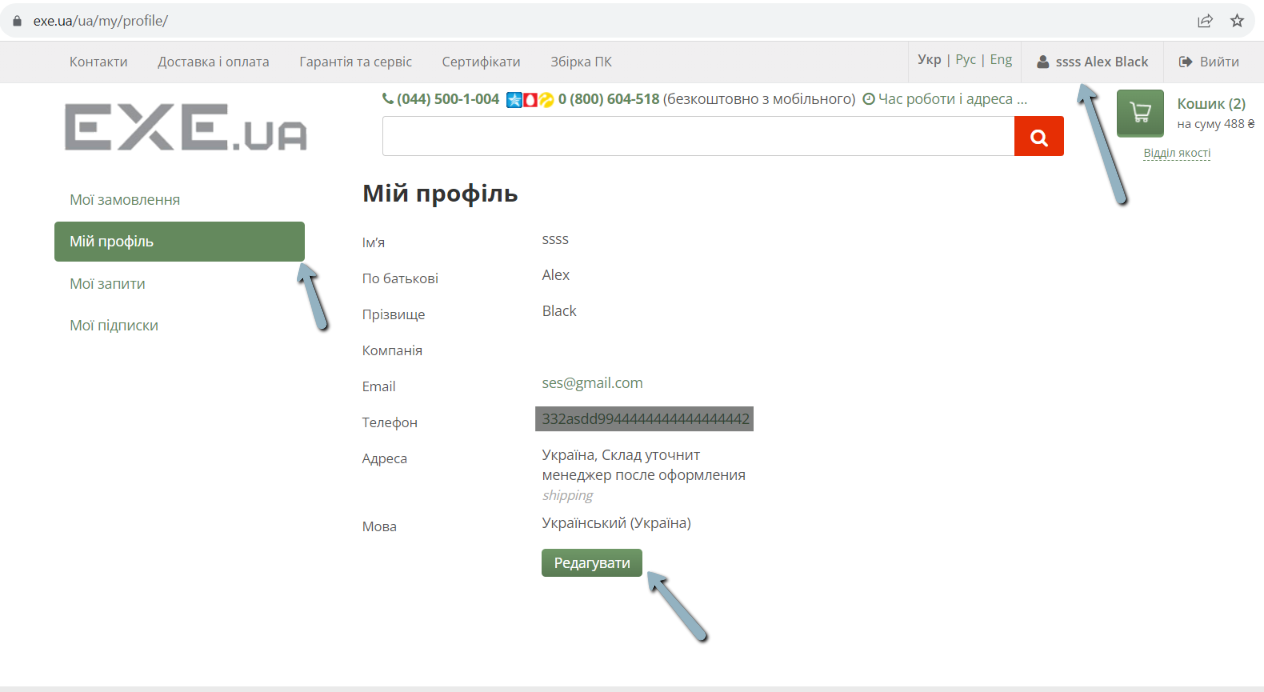 exe.ua/ua/my/profile/
Контакти Доставка і оплата Гарантія та сервіс Сертифікати Збірка ПК Укр | Рус | Eng ssss Alex Black Вийти
EXE.UA
(044) 500-1-004 0 (800) 604-518 (безкоштовно з мобільного) Час роботи і адреса ...
Кошик (2)
на суму 488 ₴
Відділ якості
Мої замовлення
Мій профіль
Мої запити
Мої підписки
Мій профіль
Ім'я ssss
По батькові Alex
Прізвище Black
Компанія
Email ses@gmail.com
Телефон 332asdd9944444444444444444442
Адреса Україна, Склад уточнит
менеджер после оформления
shipping
Мова Український (Україна)
Редагувати